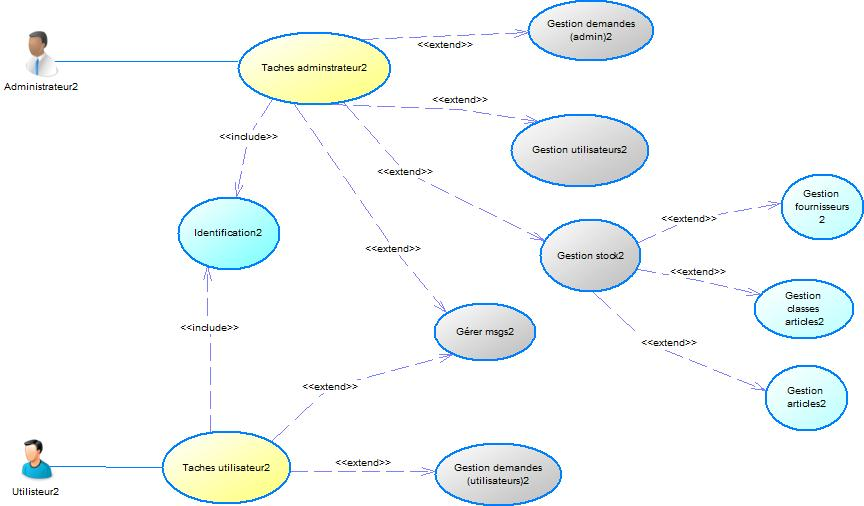 Gestion demandes
(admin)2
<<extend>>
Taches adminstrateur2
Administrateur2
<<extend>>
<<include>>
Gestion utilisateurs2
<<extend>>
Gestion
fournisseurs
2
<<extend>>
Identification2
<<extend>>
Gestion stock2
<<extend>>
Gestion
classes
articles2
<<include>>
Gérer msgs2
<<extend>>
<<extend>>
Gestion
articles2
Taches utilisateur2
<<extend>>
Gestion demandes
(utilisateurs)2
Utilisteur2